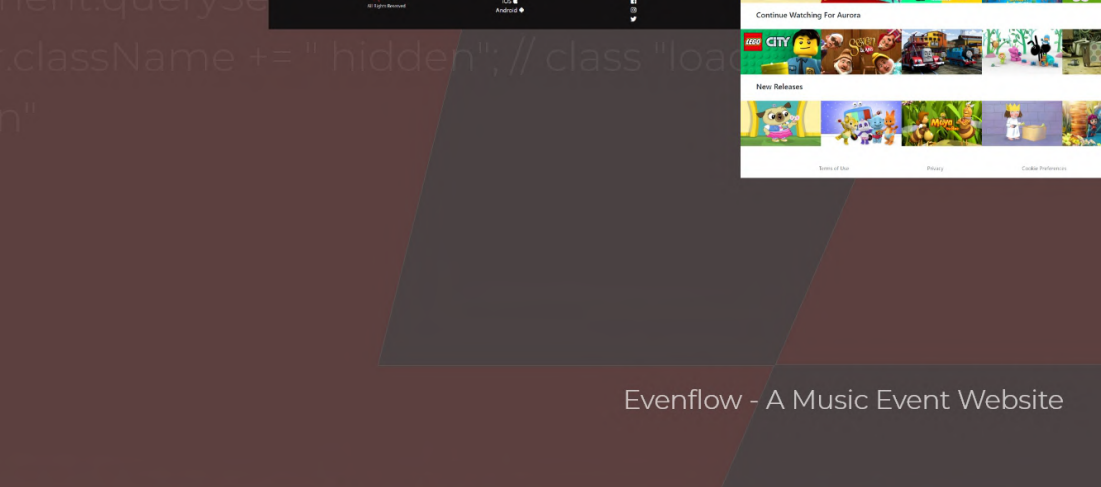 All Rights Reserved
iOS
Android
Continue Watching For Aurora
LEGO CITY
Maya
New Releases
Terms of Use
Privacy
Cookie Preferences
.className += " hidden", // class "load
n"
Evenflow - A Music Event Website